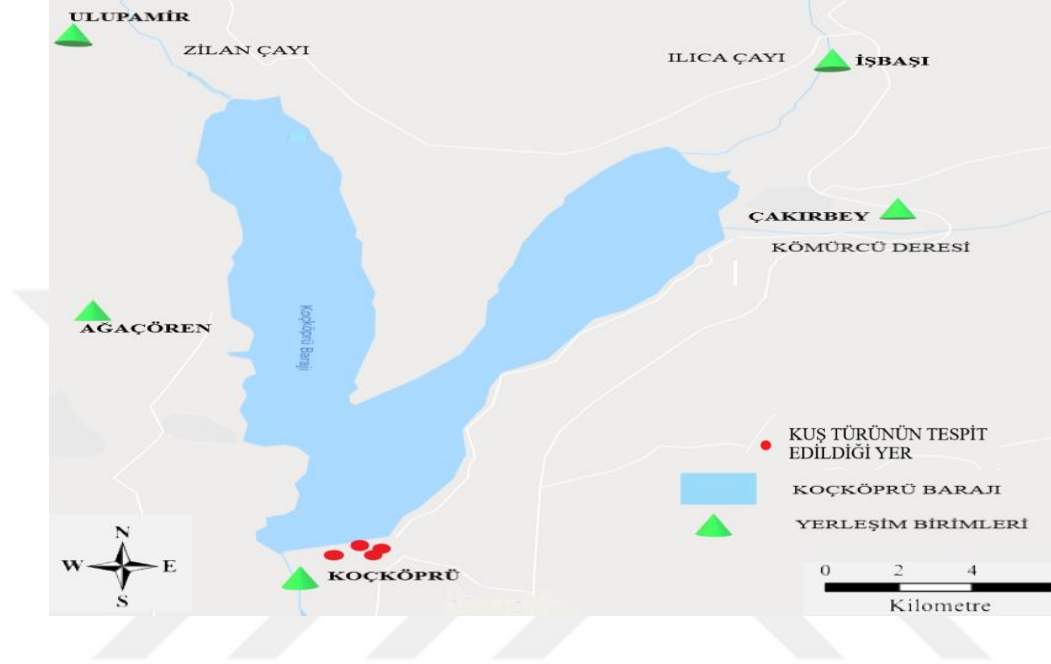 ULUPAMİR
ZİLAN ÇAYI
ILICA ÇAYI
İŞBAŞI
ÇAKIRBEY
KÖMÜRCÜ DERESİ
AĞAÇÖREN
Koçköprü Barajı
KUŞ TÜRÜNÜN TESPİT
EDİLDİĞİ YER
KOÇKÖPRÜ BARAJI
YERLEŞİM BİRİMLERİ
N
W E
S
KOÇKÖPRÜ
0 2 4
Kilometre